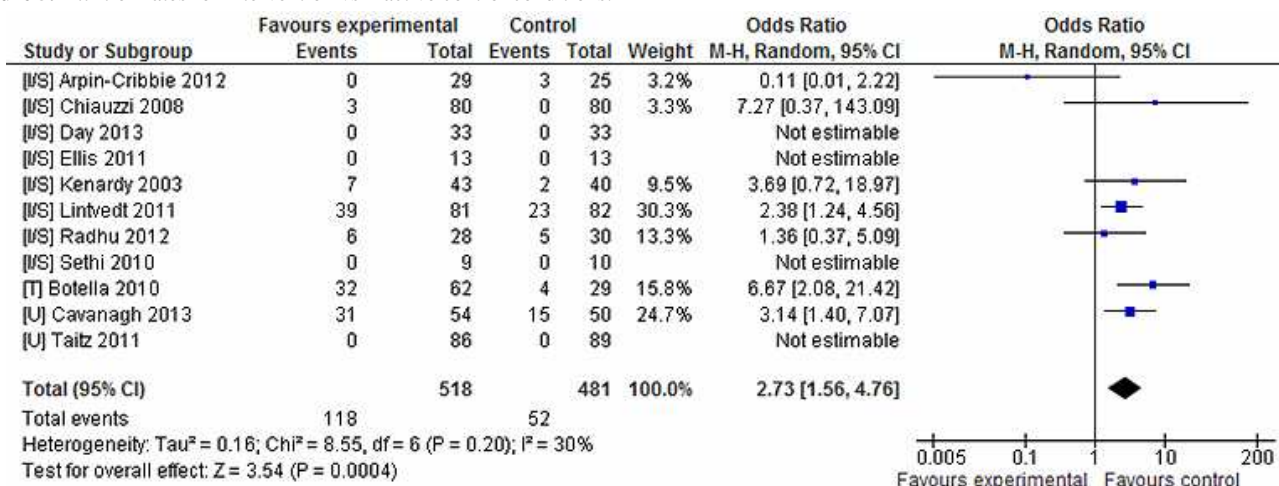 Favours experimental Control Odds Ratio Odds Ratio
Study or Subgroup Events Total Events Total Weight M-H, Random, 95% CI M-H, Random, 95% CI
[I/S] Arpin-Cribbie 2012 0 29 3 25 3.2% 0.11 [0.01, 2.22]
[I/S] Chiauzzi 2008 3 80 0 80 3.3% 7.27 [0.37, 143.09]
[I/S] Day 2013 0 33 0 33 Not estimable
[I/S] Ellis 2011 0 13 0 13 Not estimable
[I/S] Kenardy 2003 7 43 2 40 9.5% 3.69 [0.72, 18.97]
[I/S] Lintvedt 2011 39 81 23 82 30.3% 2.38 [1.24, 4.56]
[I/S] Radhu 2012 6 28 5 30 13.3% 1.36 [0.37, 5.09]
[I/S] Sethi 2010 0 9 0 10 Not estimable
[T] Botella 2010 32 62 4 29 15.8% 6.67 [2.08, 21.42]
[U] Cavanagh 2013 31 54 15 50 24.7% 3.14 [1.40, 7.07]
[U] Taitz 2011 0 86 0 89 Not estimable
Total (95% CI) 518 481 100.0% 2.73 [1.56, 4.76]
Total events 118 52
Heterogeneity: Tau² = 0.16; Chi² = 8.55, df = 6 (P = 0.20); I² = 30%
Test for overall effect: Z = 3.54 (P = 0.0004)
0.005 0.1 1 10 200
Favours experimental Favours control